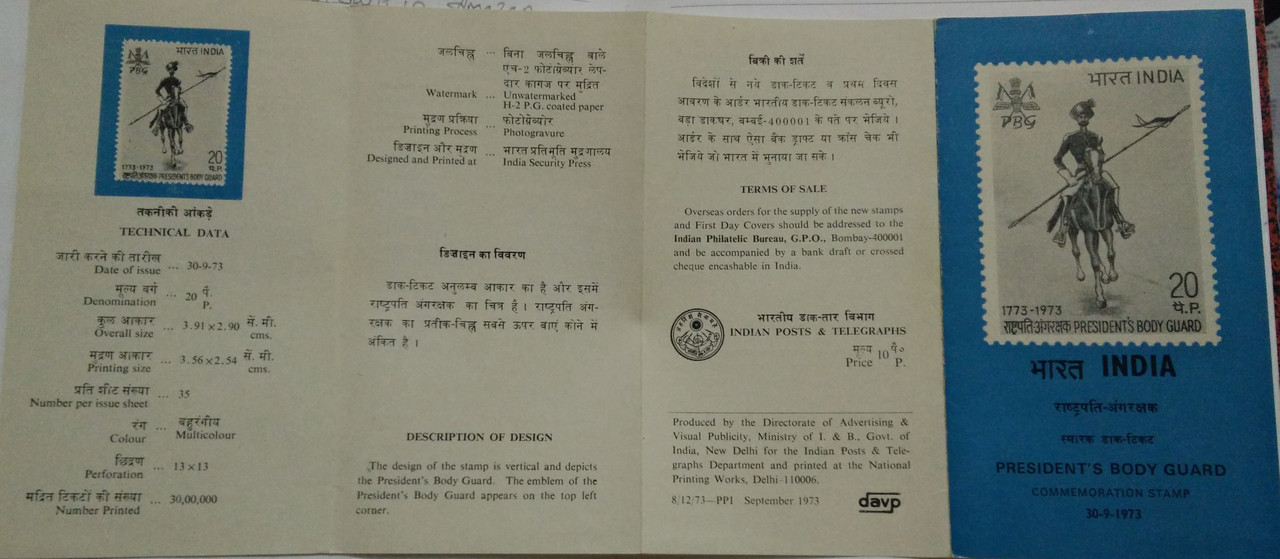 भारत INDIA
PBG
1773-1973
20
पै.P.
राष्ट्रपति-अंगरक्षक PRESIDENT'S BODY GUARD
तकनीकी आंकड़े
TECHNICAL DATA
जारी करने की तारीख
Date of issue ... 30-9-73
मूल्य वर्ग
Denomination ... 20 पै. P.
कुल आकार
Overall size ... 3.91×2.90 सें. मी. cms.
मुद्रण आकार
Printing size ... 3.56×2.54 सें. मी. cms.
प्रति शीट संख्या
Number per issue sheet ... 35
रंग ... बहुरंगीय
Colour Multicolour
छिद्रण
Perforation ... 13×13
मुद्रित टिकटों की संख्या ... 30,00,000
Number Printed
जलचिह्न ... बिना जलचिह्न वाले
एच-2 फोटोग्रेव्यार लेप-
दार कागज पर मुद्रित
Watermark ... Unwatermarked
H-2 P.G. coated paper
मुद्रण प्रक्रिया ... फोटोग्रेव्योर
Printing Process Photogravure
डिजाइन और मुद्रण ... भारत प्रतिभूति मुद्रणालय
Designed and Printed at India Security Press
डिजाइन का विवरण
डाक-टिकट अनुलम्ब आकार का है और इसमें
राष्ट्रपति अंगरक्षक का चित्र है । राष्ट्रपति अंग-
रक्षक का प्रतीक-चिह्न सबसे ऊपर बाएं कोने में
अंकित है ।
DESCRIPTION OF DESIGN
The design of the stamp is vertical and depicts
the President's Body Guard. The emblem of the
President's Body Guard appears on the top left
corner.
बिक्री की शर्तें
विदेशों से नये डाक-टिकट व प्रथम दिवस
आवरण के आर्डर भारतीय डाक-टिकट संकलन ब्यूरो,
बड़ा डाकघर, बम्बई-400001 के पते पर भेजिये ।
आर्डर के साथ ऐसा बैंक ड्राफ्ट या क्रॉस चेक भी
भेजिये जो भारत में भुनाया जा सके ।
TERMS OF SALE
Overseas orders for the supply of the new stamps
and First Day Covers should be addressed to the
Indian Philatelic Bureau, G.P.O., Bombay-400001
and be accompanied by a bank draft or crossed
cheque encashable in India.
भारतीय डाक-तार विभाग
INDIAN POSTS & TELEGRAPHS
मूल्य 10 पै०
Price P.
Produced by the Directorate of Advertising &
Visual Publicity, Ministry of I. & B., Govt. of
India, New Delhi for the Indian Posts & Tele-
graphs Department and printed at the National
Printing Works, Delhi-110006.
8/12/73—PPI September 1973
davp
भारत INDIA
PBG
1773-1973
20
पै.P.
राष्ट्रपति-अंगरक्षक PRESIDENT'S BODY GUARD
भारत INDIA
राष्ट्रपति-अंगरक्षक
स्मारक डाक-टिकट
PRESIDENT'S BODY GUARD
COMMEMORATION STAMP
30-9-1973